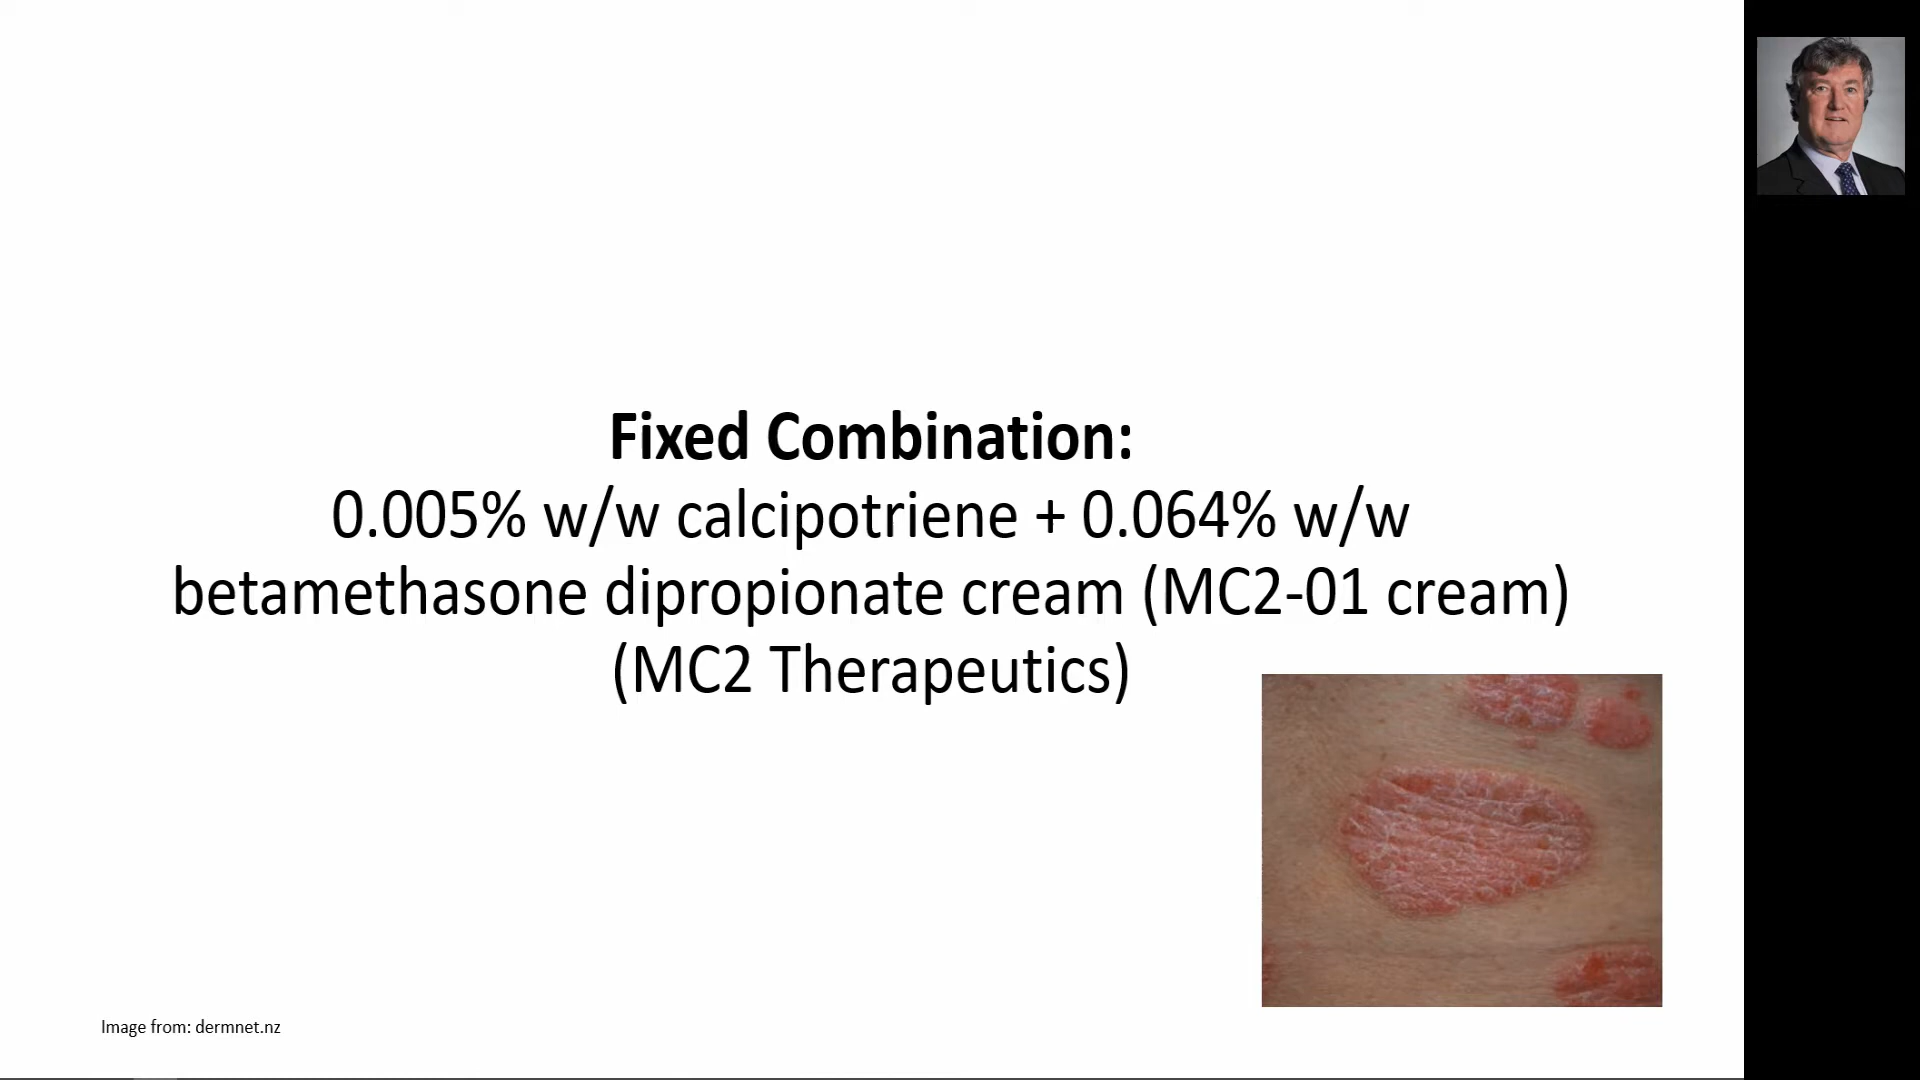 Fixed Combination:
0.005% w/w calcipotriene + 0.064% w/w
betamethasone dipropionate cream (MC2-01 cream)
(MC2 Therapeutics)
Image from: dermnet.nz